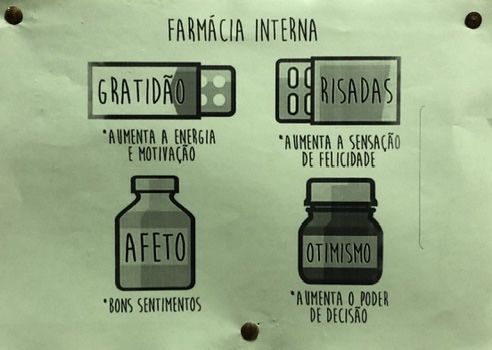 FARMÁCIA INTERNA
GRATIDÃO
*AUMENTA A ENERGIA
E MOTIVAÇÃO
RISADAS
*AUMENTA A SENSAÇÃO
DE FELICIDADE
AFETO
*BONS SENTIMENTOS
OTIMISMO
*AUMENTA O PODER
DE DECISÃO